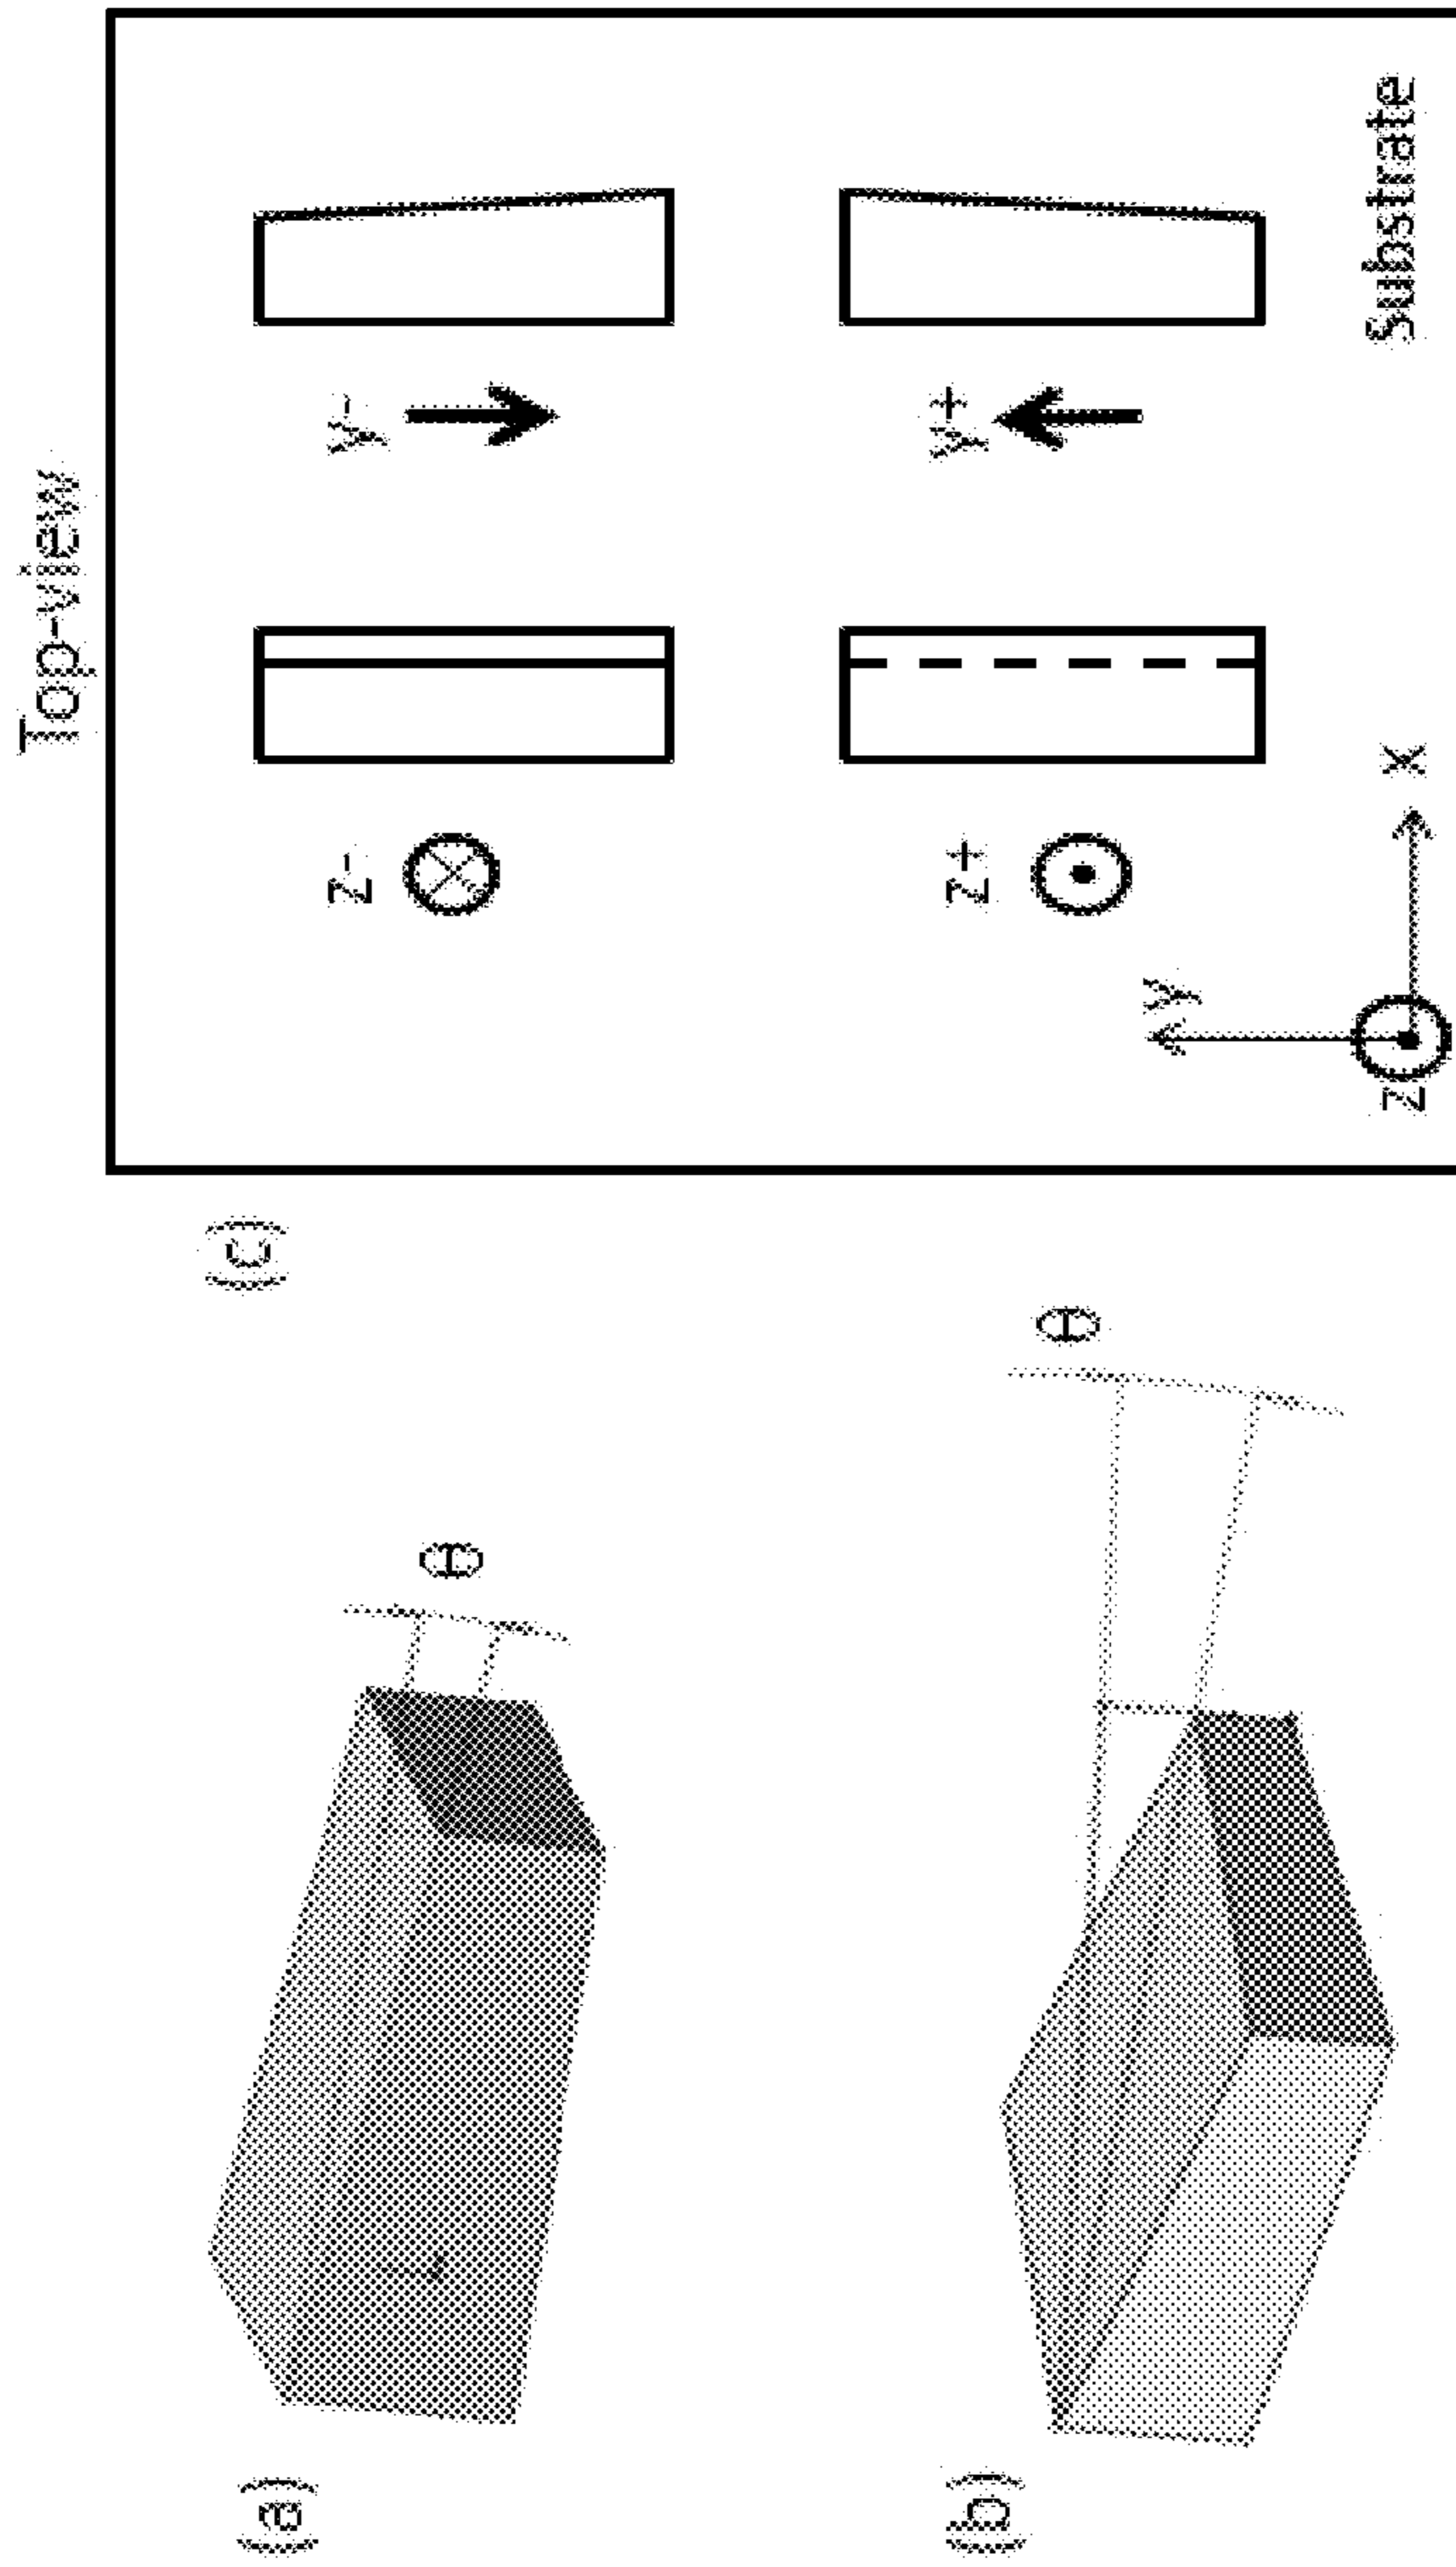 (a)
θ
(b)
θ
(c)
Top-view
z-
y-
z+
y+
y
z
x
Substrate